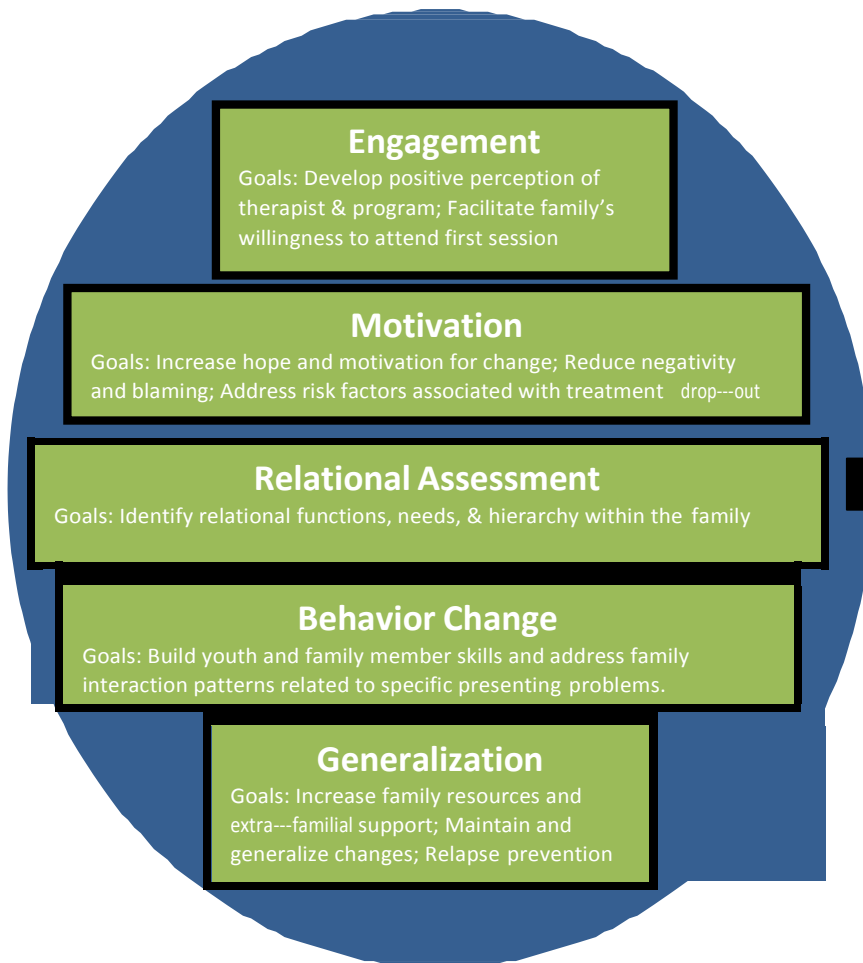 Engagement
Goals: Develop positive perception of
therapist & program; Facilitate family’s
willingness to attend first session
Motivation
Goals: Increase hope and motivation for change; Reduce negativity
and blaming; Address risk factors associated with treatment drop---out
Relational Assessment
Goals: Identify relational functions, needs, & hierarchy within the family
Behavior Change
Goals: Build youth and family member skills and address family
interaction patterns related to specific presenting problems.
Generalization
Goals: Increase family resources and
extra---familial support; Maintain and
generalize changes; Relapse prevention